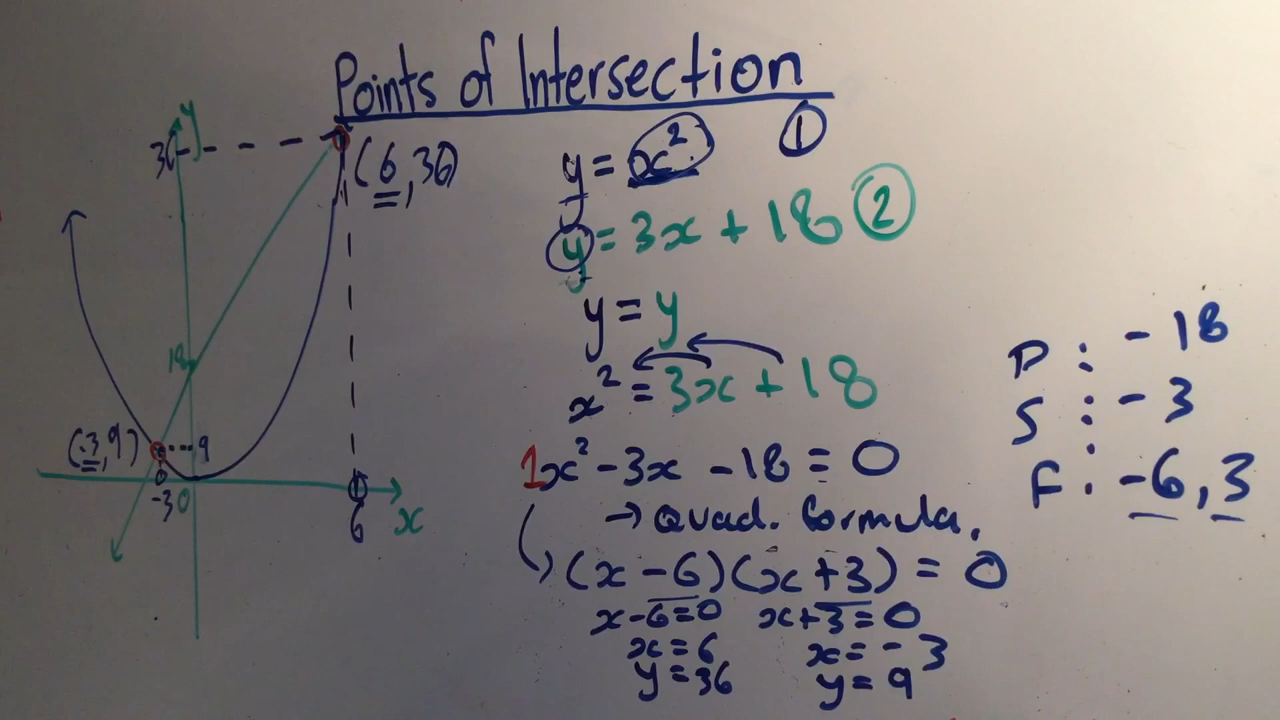 Points of Intersection
y = x² ①
y = 3x + 18 ②
y = y
x² = 3x + 18
1x² - 3x - 18 = 0
→ Quad. formula.
(x - 6)(x + 3) = 0
x - 6 = 0 x + 3 = 0
x = 6 x = - 3
y = 36 y = 9
P : - 18
S : - 3
F : -6, 3
y
36
(6, 36)
18
(-3, 9)
9
-3 0
6
x